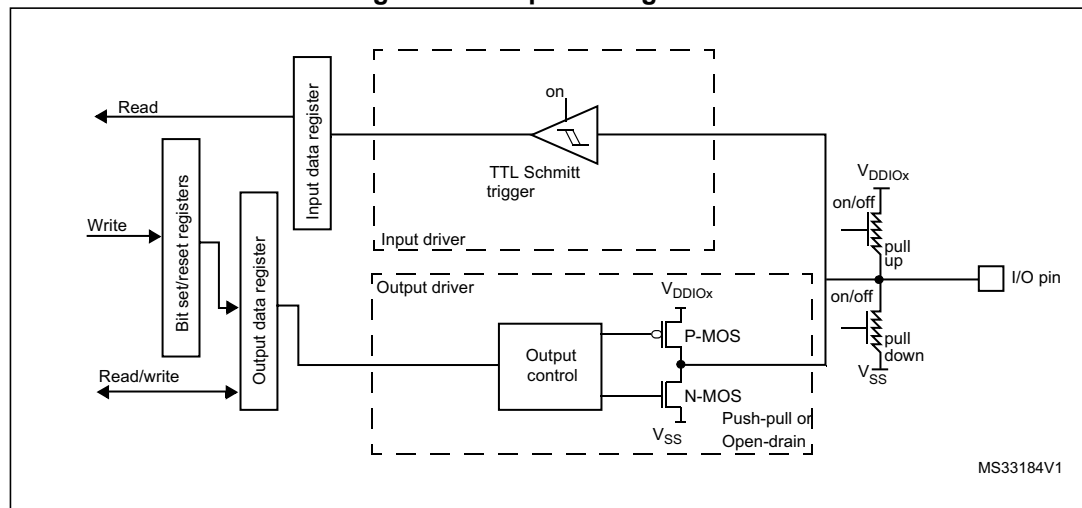 on
Read
Input data register
TTL Schmitt
trigger
Bit set/reset registers
Write
Output data register
Input driver
V_DDIOx
on/off
pull
up
I/O pin
on/off
pull
down
V_SS
Output driver
V_DDIOx
P-MOS
Output
control
Read/write
N-MOS
V_SS
Push-pull or
Open-drain
MS33184V1